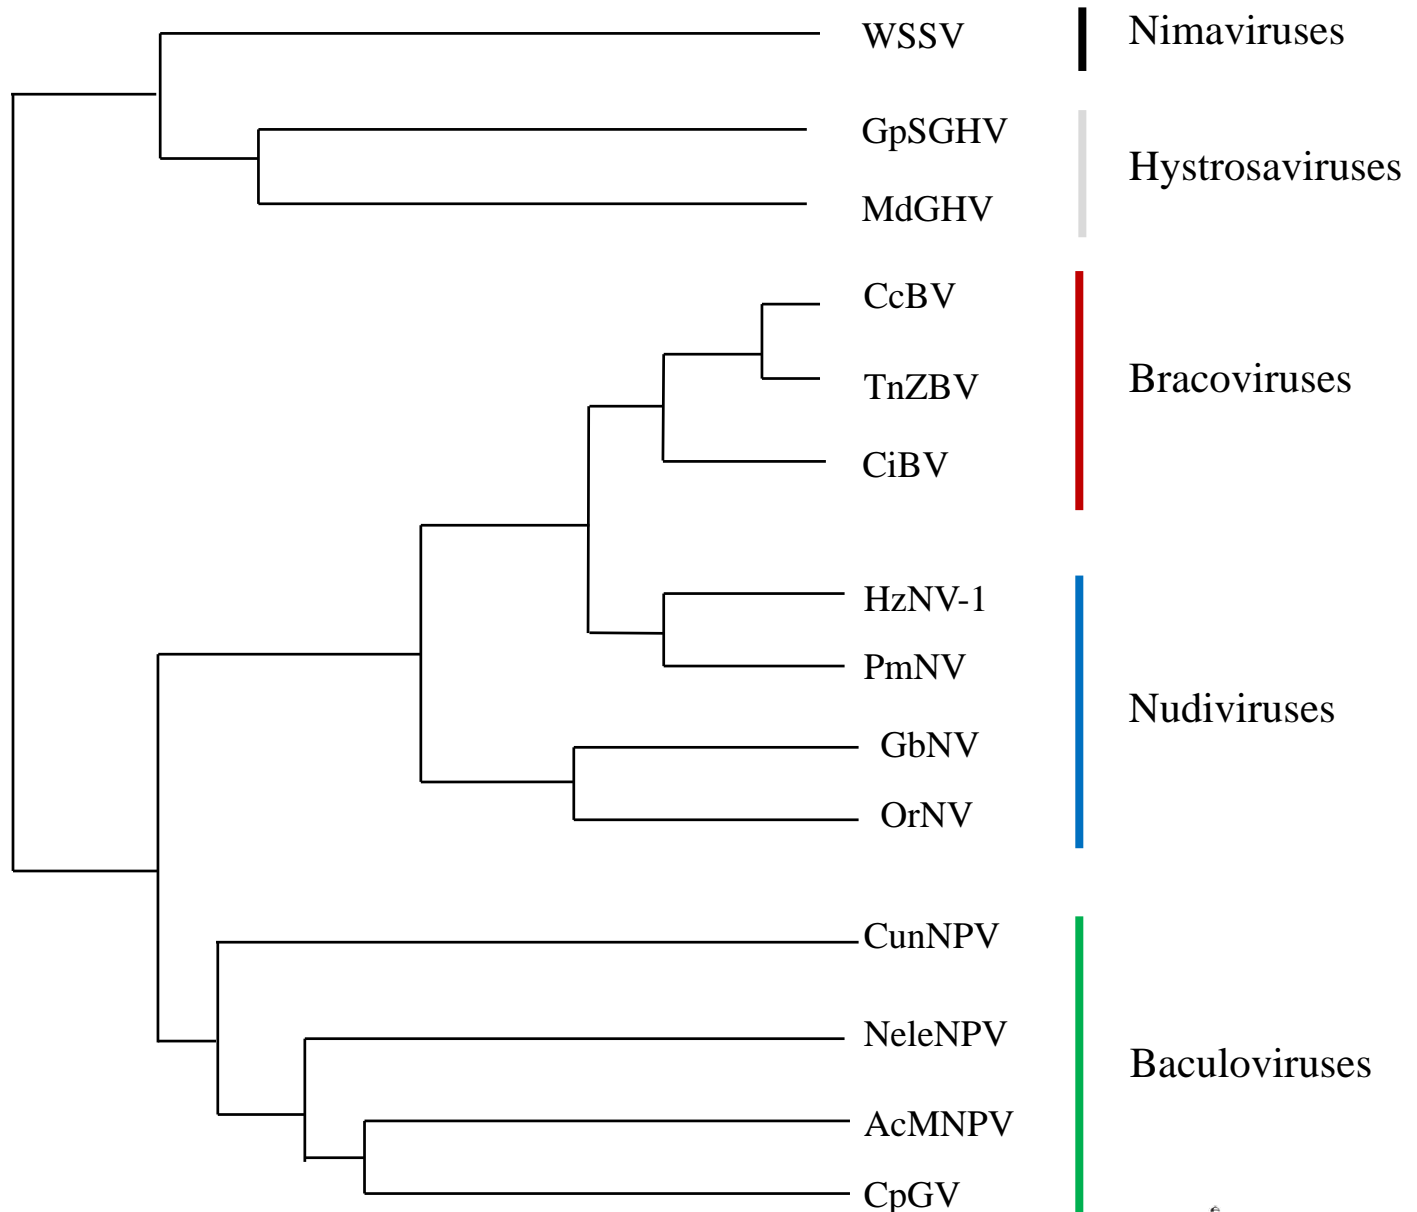 WSSV
Nimaviruses
GpSGHV
Hystrosaviruses
MdGHV
CcBV
TnZBV
Bracoviruses
CiBV
HzNV-1
PmNV
Nudiviruses
GbNV
OrNV
CunNPV
NeleNPV
Baculoviruses
AcMNPV
CpGV